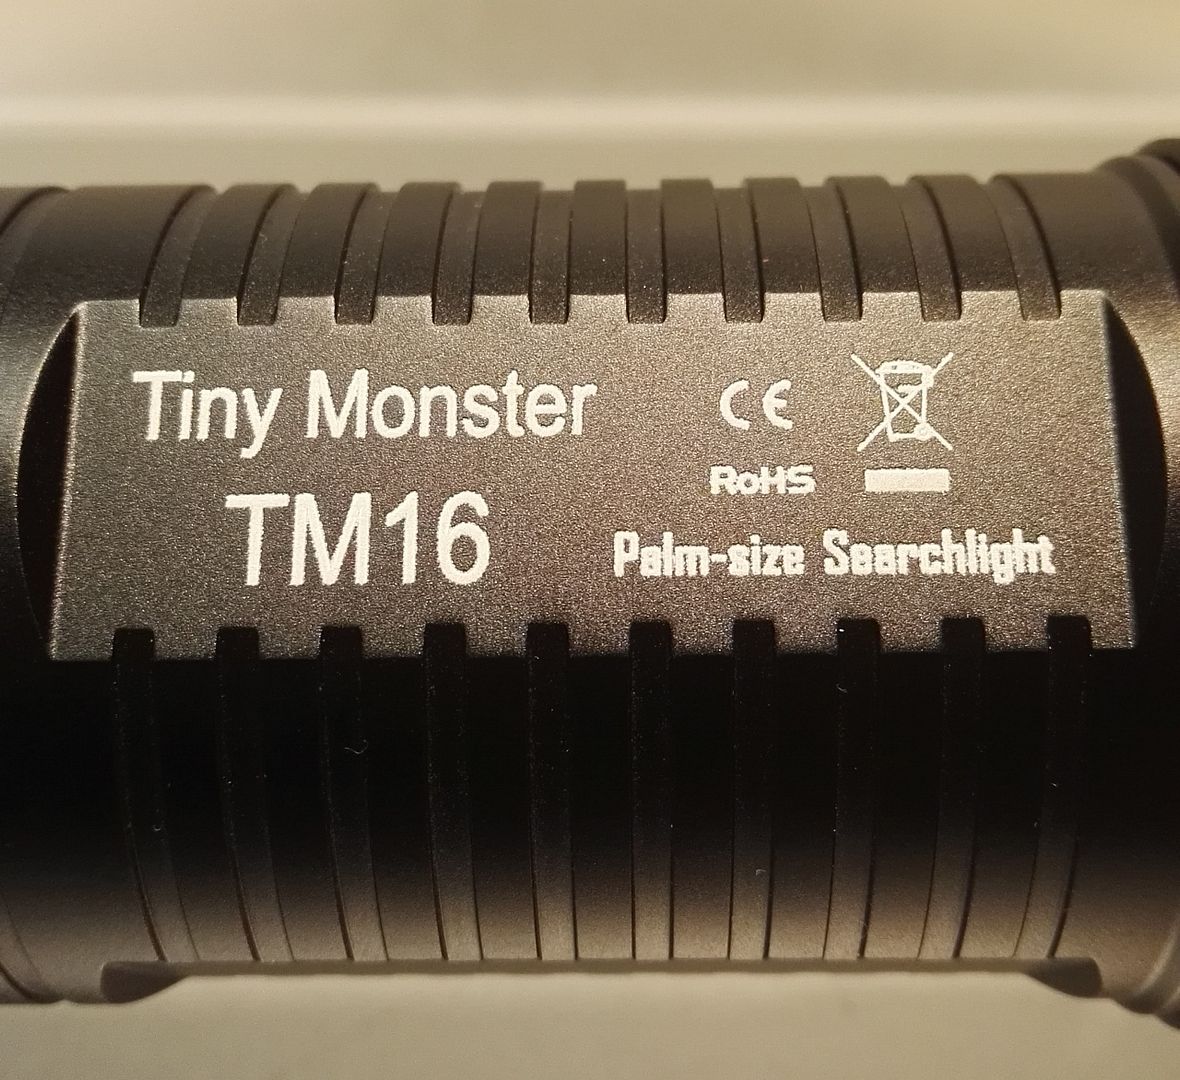 Tiny Monster
TM16
CE
RoHS
Palm-size Searchlight